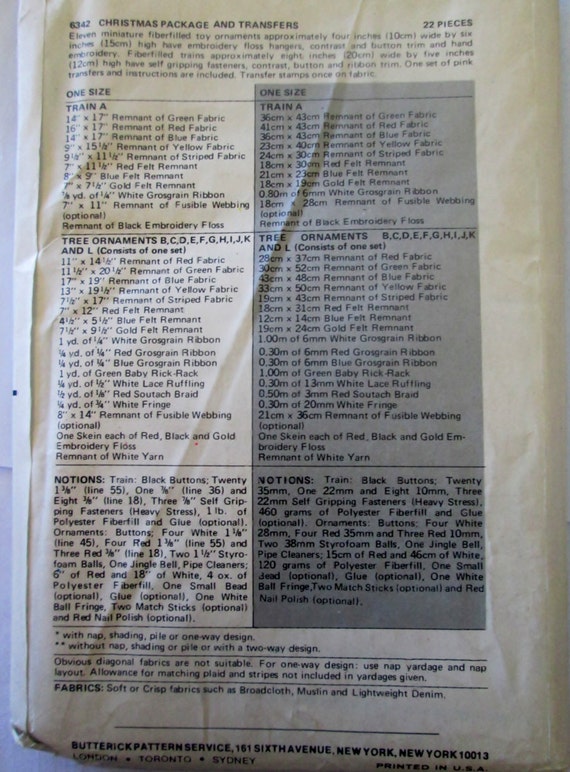 6342 CHRISTMAS PACKAGE AND TRANSFERS 22 PIECES
Eleven miniature fiberfilled toy ornaments approximately four inches (10cm) wide by six
inches (15cm) high have embroidery floss hangers, contrast and button trim and hand
embroidery. Fiberfilled trains approximately eight inches (20cm) wide by five inches
(12cm) high have self gripping fasteners, contrast, button and ribbon trim. One set of pink
transfers and instructions are included. Transfer stamps once on fabric.
ONE SIZE
TRAIN A
14" x 17" Remnant of Green Fabric
16" x 17" Remnant of Red Fabric
14" x 17" Remnant of Blue Fabric
9" x 15½" Remnant of Yellow Fabric
9½" x 11½" Remnant of Striped Fabric
7" x 11½" Red Felt Remnant
8" x 9" Blue Felt Remnant
7" x 7½" Gold Felt Remnant
⅞ yd. of ¼" White Grosgrain Ribbon
7" x 11" Remnant of Fusible Webbing
(optional)
Remnant of Black Embroidery Floss
TREE ORNAMENTS B,C,D,E,F,G,H,I,J,K
AND L (Consists of one set)
11" x 14½" Remnant of Red Fabric
11½" x 20½" Remnant of Green Fabric
17" x 19" Remnant of Blue Fabric
13" x 19½" Remnant of Yellow Fabric
7½" x 17" Remnant of Striped Fabric
7" x 12" Red Felt Remnant
4½" x 5½" Blue Felt Remnant
7½" x 9½" Gold Felt Remnant
1 yd. of ¼" White Grosgrain Ribbon
¼ yd. of ¼" Red Grosgrain Ribbon
¼ yd. of ¼" Blue Grosgrain Ribbon
1 yd. of Green Baby Rick-Rack
¼ yd. of ½" White Lace Ruffling
½ yd. of ⅛" Red Soutach Braid
¼ yd. of ¾" White Fringe
8" x 14" Remnant of Fusible Webbing
(optional)
One Skein each of Red, Black and Gold
Embroidery Floss
Remnant of White Yarn
NOTIONS: Train: Black Buttons; Twenty
1⅜" (line 55), One ⅞" (line 36) and
Eight ⅜" (line 18), Three ⅞" Self Grip-
ping Fasteners (Heavy Stress), 1 lb. of
Polyester Fiberfill and Glue (optional).
Ornaments: Buttons; Four White 1⅛"
(line 45), Four Red 1⅜" (line 55) and
Three Red ⅜" (line 18), Two 1½" Styro-
foam Balls, One Jingle Bell, Pipe Cleaners;
6" of Red and 18" of White, 4 oz. of
Polyester Fiberfill, One Small Bead
(optional), Glue (optional), One White
Ball Fringe, Two Match Sticks (optional)
and Red Nail Polish (optional).
ONE SIZE
TRAIN A
36cm x 43cm Remnant of Green Fabric
41cm x 43cm Remnant of Red Fabric
36cm x 43cm Remnant of Blue Fabric
23cm x 40cm Remnant of Yellow Fabric
24cm x 30cm Remnant of Striped Fabric
18cm x 30cm Red Felt Remnant
21cm x 23cm Blue Felt Remnant
18cm x 19cm Gold Felt Remnant
0.80m of 6mm White Grosgrain Ribbon
18cm x 28cm Remnant of Fusible Webbing
(optional)
Remnant of Black Embroidery Floss
TREE ORNAMENTS B,C,D,E,F,G,H,I,J,K
AND L (Consists of one set)
28cm x 37cm Remnant of Red Fabric
30cm x 52cm Remnant of Green Fabric
43cm x 48cm Remnant of Blue Fabric
33cm x 50cm Remnant of Yellow Fabric
19cm x 43cm Remnant of Striped Fabric
18cm x 31cm Red Felt Remnant
12cm x 14cm Blue Felt Remnant
19cm x 24cm Gold Felt Remnant
1.00m of 6mm White Grosgrain Ribbon
0.30m of 6mm Red Grosgrain Ribbon
0.30m of 6mm Blue Grosgrain Ribbon
1.00m of Green Baby Rick-Rack
0.30m of 13mm White Lace Ruffling
0.50m of 3mm Red Soutach Braid
0.30m of 20mm White Fringe
21cm x 36cm Remnant of Fusible Webbing
(optional)
One Skein each of Red, Black and Gold Em-
broidery Floss
Remnant of White Yarn
NOTIONS: Train: Black Buttons; Twenty
35mm, One 22mm and Eight 10mm, Three
22mm Self Gripping Fasteners (Heavy Stress),
460 grams of Polyester Fiberfill and Glue
(optional). Ornaments: Buttons; Four White
28mm, Four Red 35mm and Three Red 10mm,
Two 38mm Styrofoam Balls, One Jingle Bell,
Pipe Cleaners; 15cm of Red and 46cm of White,
120 grams of Polyester Fiberfill, One Small
Bead (optional), Glue (optional), One White
Ball Fringe,Two Match Sticks (optional) and Red
Nail Polish (optional).
* with nap, shading, pile or one-way design.
** without nap, shading or pile or with a two-way design.
Obvious diagonal fabrics are not suitable. For one-way design: use nap yardage and nap
layout. Allowance for matching plaid and stripes not included in yardages given.
FABRICS: Soft or Crisp fabrics such as Broadcloth, Muslin and Lightweight Denim.
BUTTERICK PATTERN SERVICE, 161 SIXTH AVENUE, NEW YORK, NEW YORK 10013
LONDON • TORONTO • SYDNEY
PRINTED IN U.S.A.